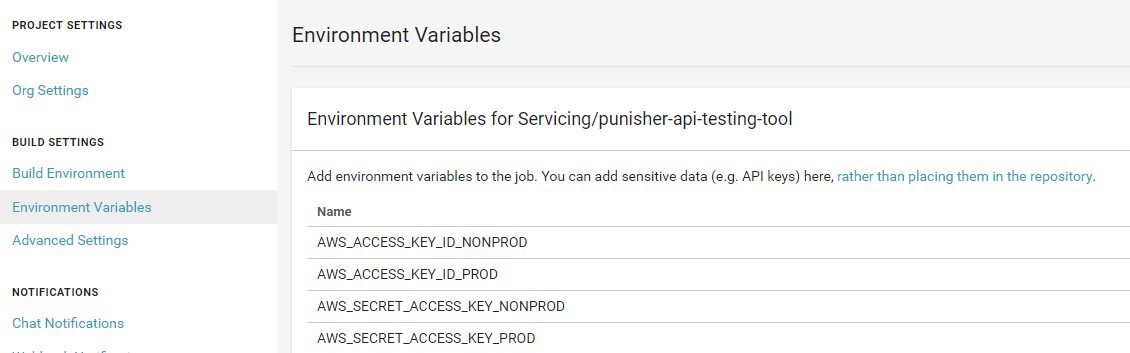 PROJECT SETTINGS
Overview
Org Settings
BUILD SETTINGS
Build Environment
Environment Variables
Advanced Settings
NOTIFICATIONS
Chat Notifications
Environment Variables
Environment Variables for Servicing/punisher-api-testing-tool
Add environment variables to the job. You can add sensitive data (e.g. API keys) here, rather than placing them in the repository.
Name
AWS_ACCESS_KEY_ID_NONPROD
AWS_ACCESS_KEY_ID_PROD
AWS_SECRET_ACCESS_KEY_NONPROD
AWS_SECRET_ACCESS_KEY_PROD